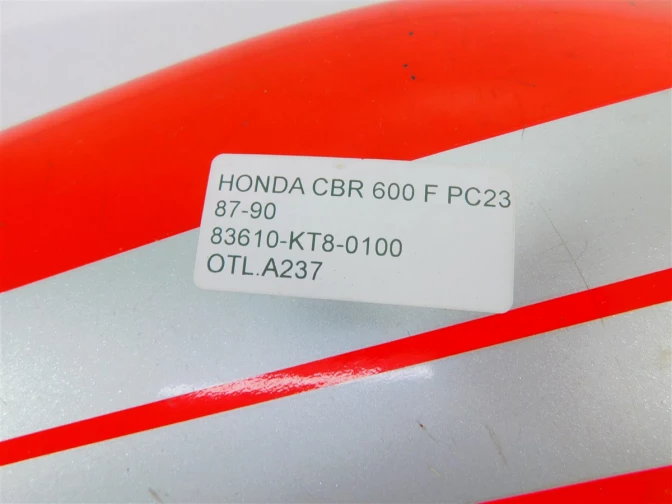 HONDA CBR 600 F PC23
87-90
83610-KT8-0100
OTL.A237